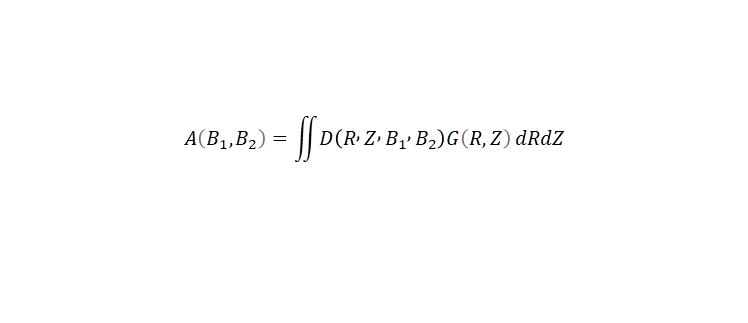 A(B₁,B₂) = ∬ D(R, Z, B₁, B₂)G(R, Z) dRdZ